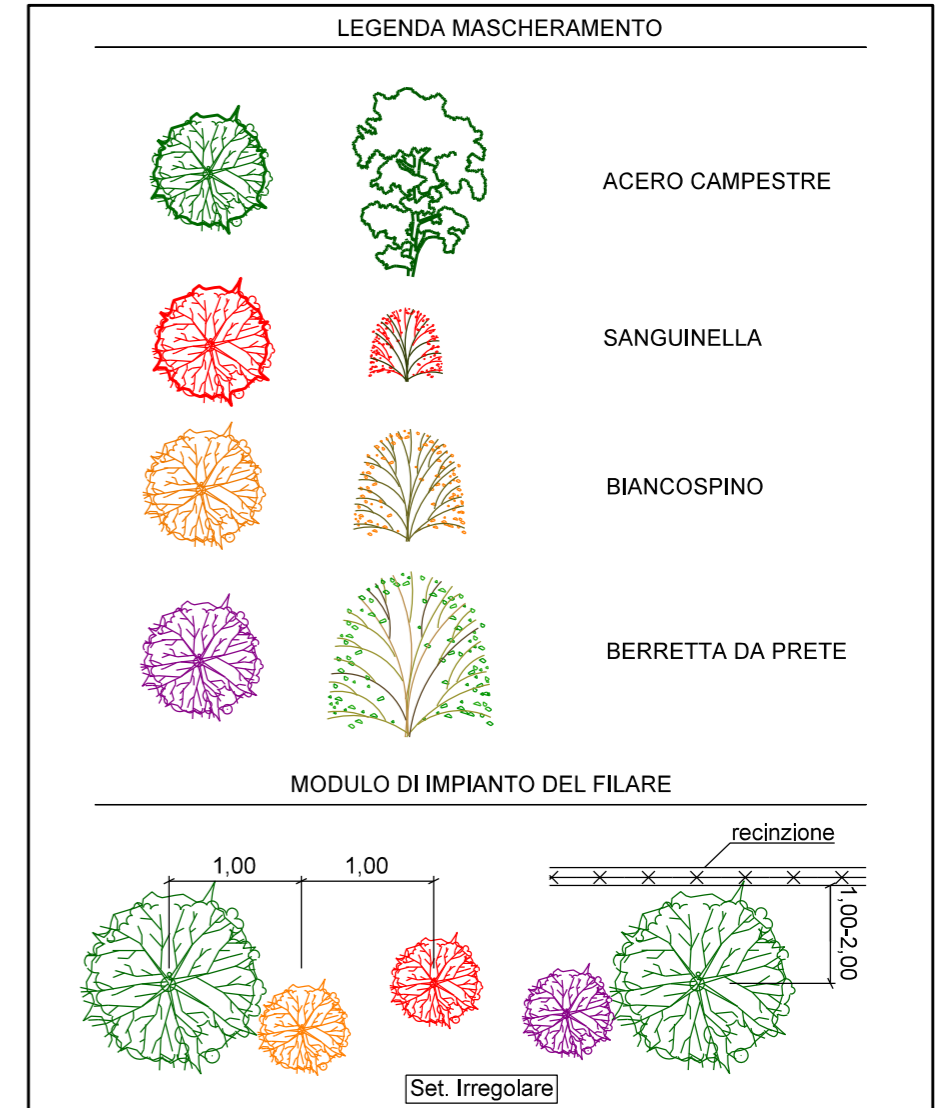 LEGENDA MASCHERAMENTO
ACERO CAMPESTRE
SANGUINELLA
BIANCOSPINO
BERRETTA DA PRETE
MODULO DI IMPIANTO DEL FILARE
recinzione
1,00 1,00
1,00-2,00
Set. Irregolare